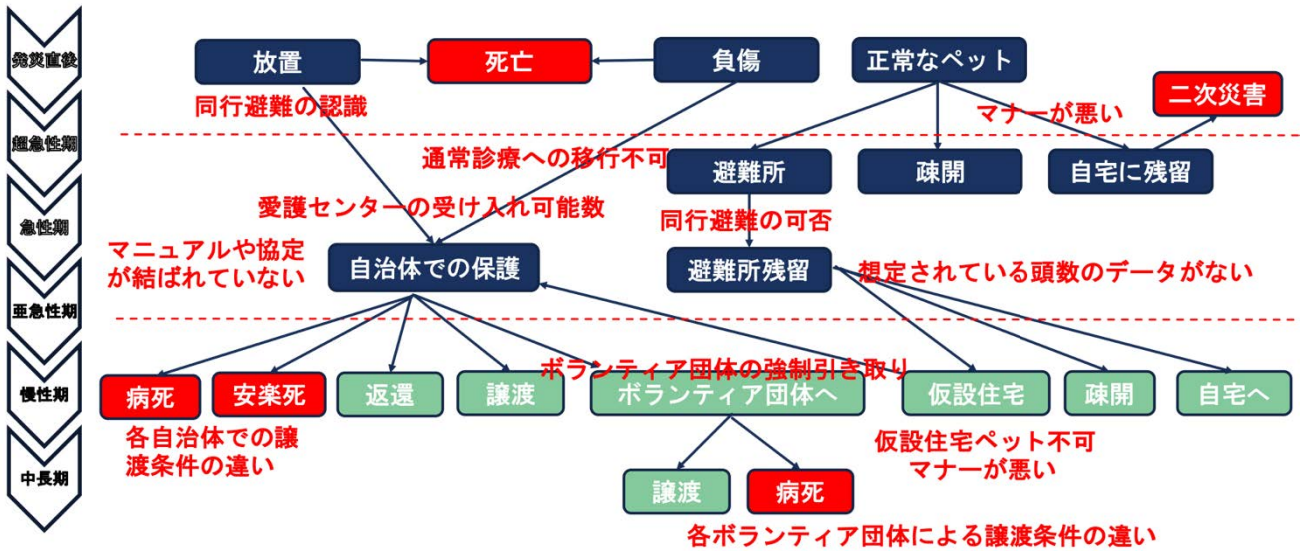 発災直後
超急性期
急性期
亜急性期
慢性期
中長期
放置
死亡
負傷
正常なペット
二次災害
同行避難の認識
マナーが悪い
通常診療への移行不可
避難所
疎開
自宅に残留
愛護センターの受け入れ可能数
同行避難の可否
マニュアルや協定
が結ばれていない
自治体での保護
避難所残留
想定されている頭数のデータがない
ボランティア団体の強制引き取り
病死
安楽死
返還
譲渡
ボランティア団体へ
仮設住宅
疎開
自宅へ
各自治体での譲
渡条件の違い
仮設住宅ペット不可
マナーが悪い
譲渡
病死
各ボランティア団体による譲渡条件の違い